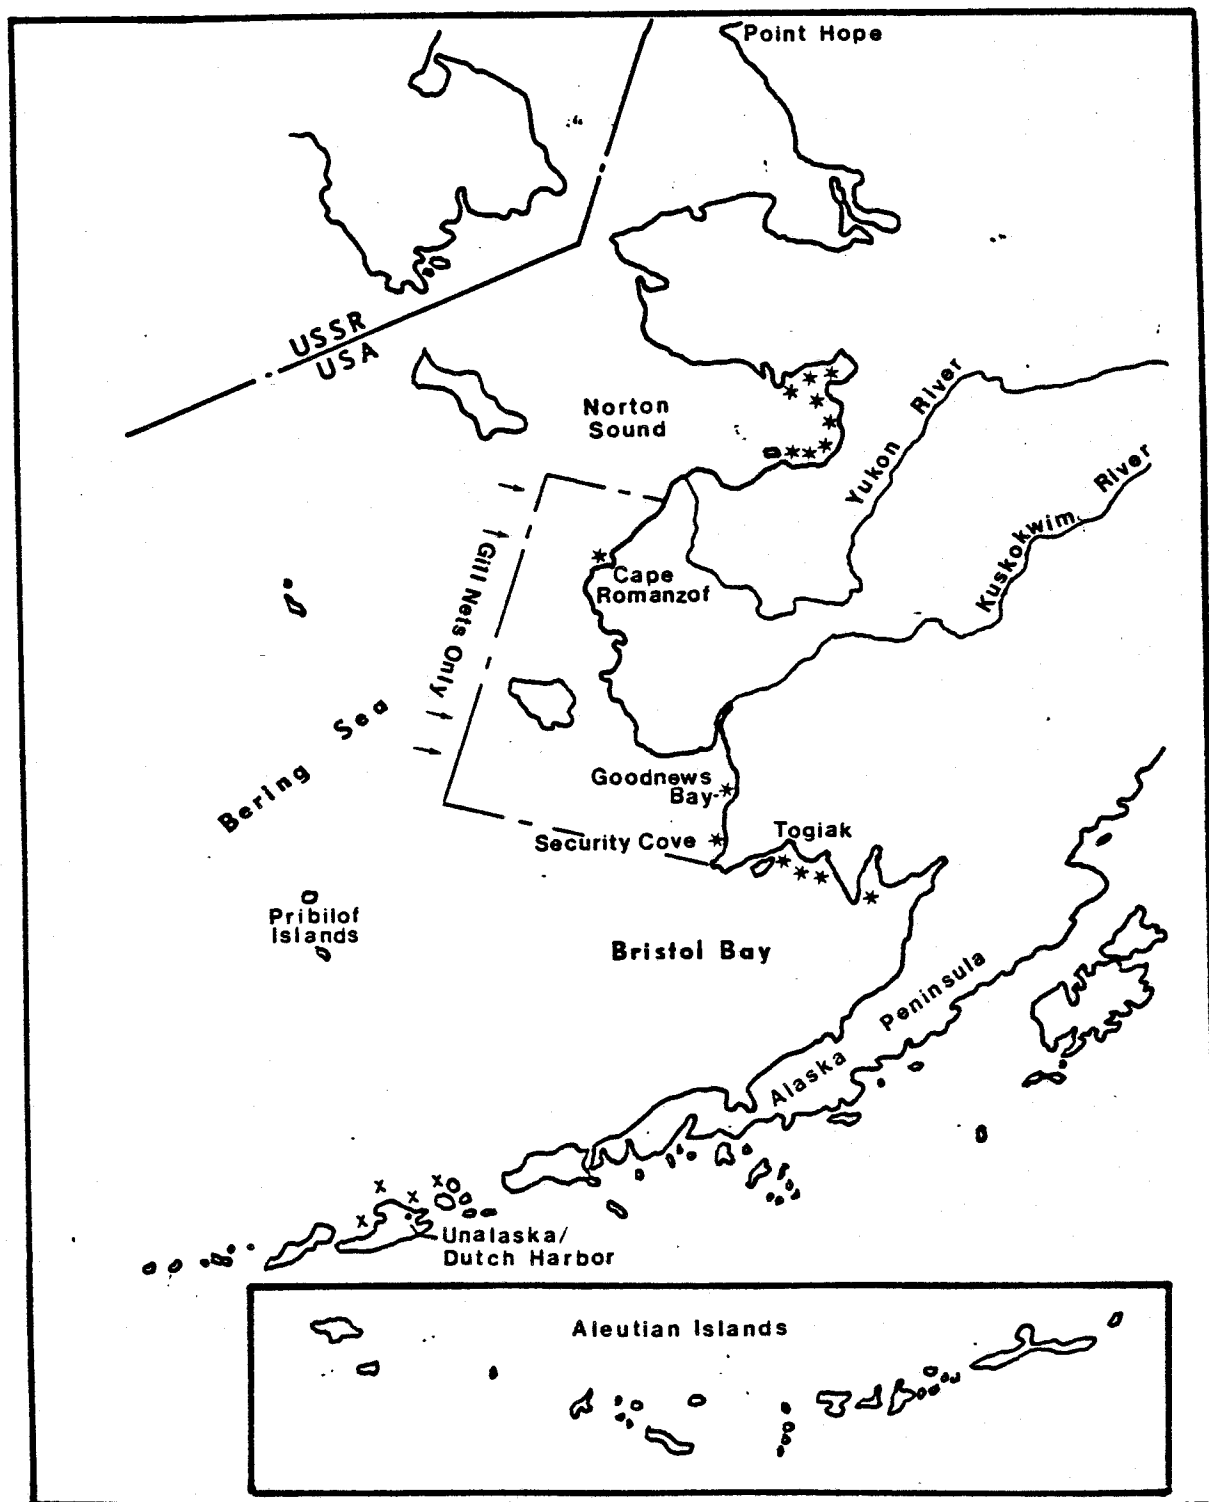 Point Hope
USSR
USA
Norton
Sound
Yukon River
Kuskokwim River
Gill Nets Only
Cape
Romanzof
Bering Sea
Goodnews
Bay
Security Cove
Togiak
Pribilof
Islands
Bristol Bay
Alaska Peninsula
Unalaska/
Dutch Harbor
Aleutian Islands